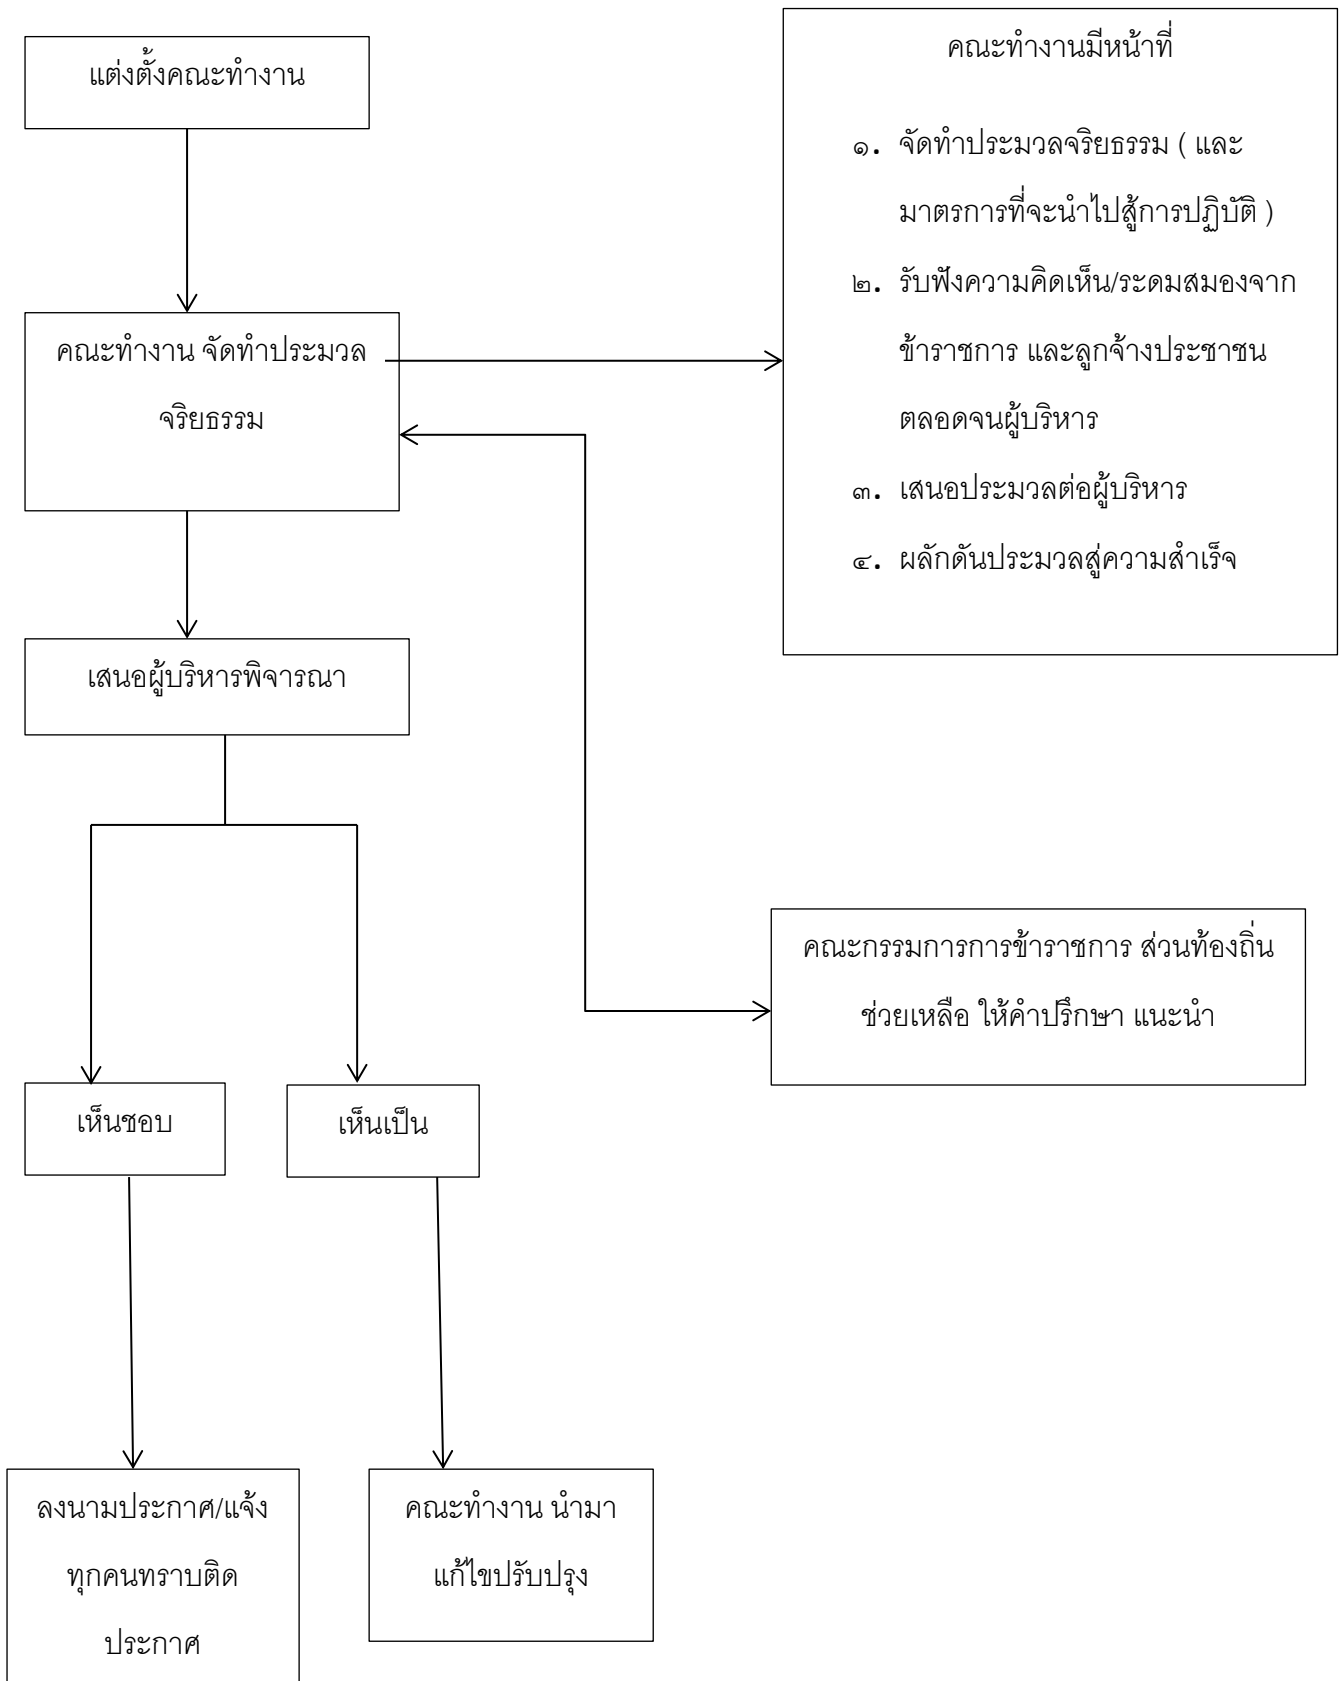 แต่งตั้งคณะทำงาน
คณะทำงานมีหน้าที่
๑. จัดทำประมวลจริยธรรม ( และ
มาตรการที่จะนำไปสู้การปฏิบัติ )
๒. รับฟังความคิดเห็น/ระดมสมองจาก
ข้าราชการ และลูกจ้างประชาชน
ตลอดจนผู้บริหาร
๓. เสนอประมวลต่อผู้บริหาร
๔. ผลักดันประมวลสู่ความสำเร็จ
คณะทำงาน จัดทำประมวล
จริยธรรม
เสนอผู้บริหารพิจารณา
คณะกรรมการการข้าราชการ ส่วนท้องถิ่น
ช่วยเหลือ ให้คำปรึกษา แนะนำ
เห็นชอบ
เห็นเป็น
ลงนามประกาศ/แจ้ง
ทุกคนทราบติด
ประกาศ
คณะทำงาน นำมา
แก้ไขปรับปรุง